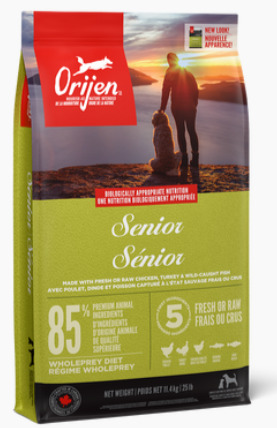 NEW LOOK!
NOUVELLE
APPARENCE!
Orijen
BIOLOGICALLY APPROPRIATE NUTRITION
UNE NUTRITION BIOLOGIQUEMENT APPROPRIÉE
Senior
Sénior
MADE WITH FRESH OR RAW CHICKEN, TURKEY & WILD-CAUGHT FISH
AVEC POULET, DINDE ET POISSON CAPTURÉ À L'ÉTAT SAUVAGE FRAIS OU CRUS
85%
PREMIUM ANIMAL
INGREDIENTS
D'INGRÉDIENTS
D'ORIGINE ANIMALE
DE QUALITÉ
SUPÉRIEURE
WHOLEPREY DIET
RÉGIME WHOLEPREY
5
FRESH OR RAW
FRAIS OU CRUS
NET WEIGHT | POIDS NET 11.4kg | 25 lb